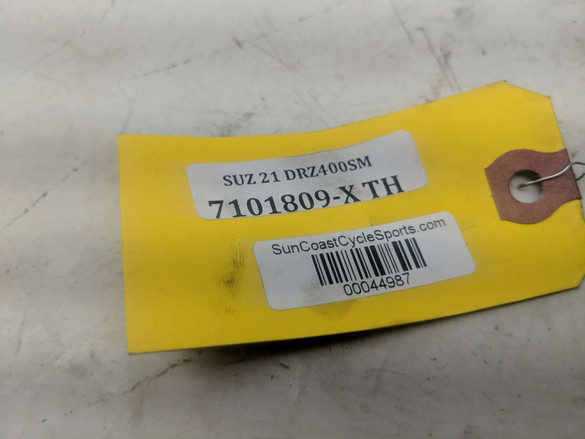 SUZ 21 DRZ400SM
7101809-X TH
SunCoastCycleSports.com
00044987